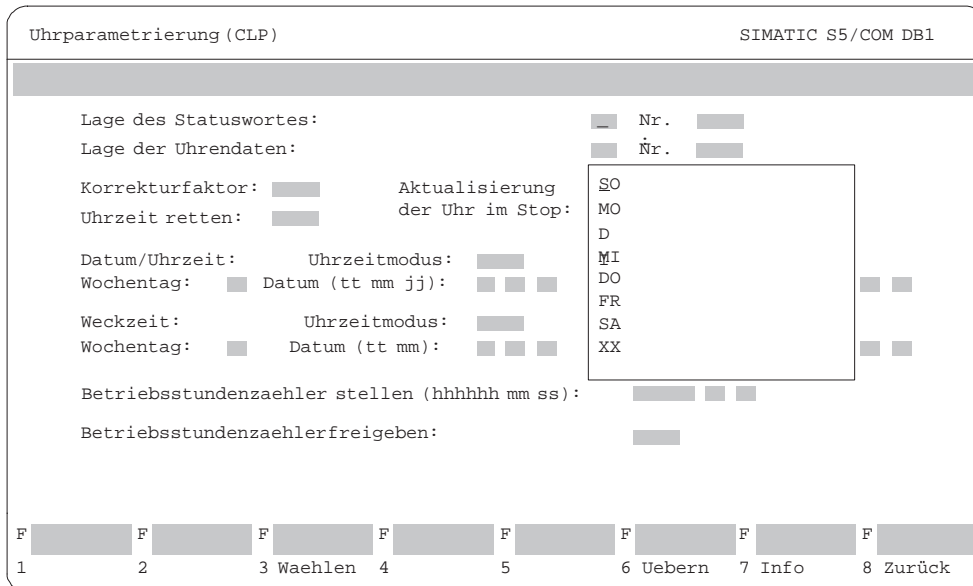 Uhrparametrierung (CLP) SIMATIC S5/COM DB1
Lage des Statuswortes: _ Nr.
Lage der Uhrendaten: Nr.
Korrekturfaktor: Aktualisierung
Uhrzeit retten: der Uhr im Stop:
SO
MO
D
MI
DO
FR
SA
XX
Datum/Uhrzeit: Uhrzeitmodus:
Wochentag: Datum (tt mm jj):
Weckzeit: Uhrzeitmodus:
Wochentag: Datum (tt mm):
Betriebsstundenzaehler stellen (hhhhhh mm ss):
Betriebsstundenzaehlerfreigeben:
F F F F F F F F
1 2 3 Waehlen 4 5 6 Uebern 7 Info 8 Zurück